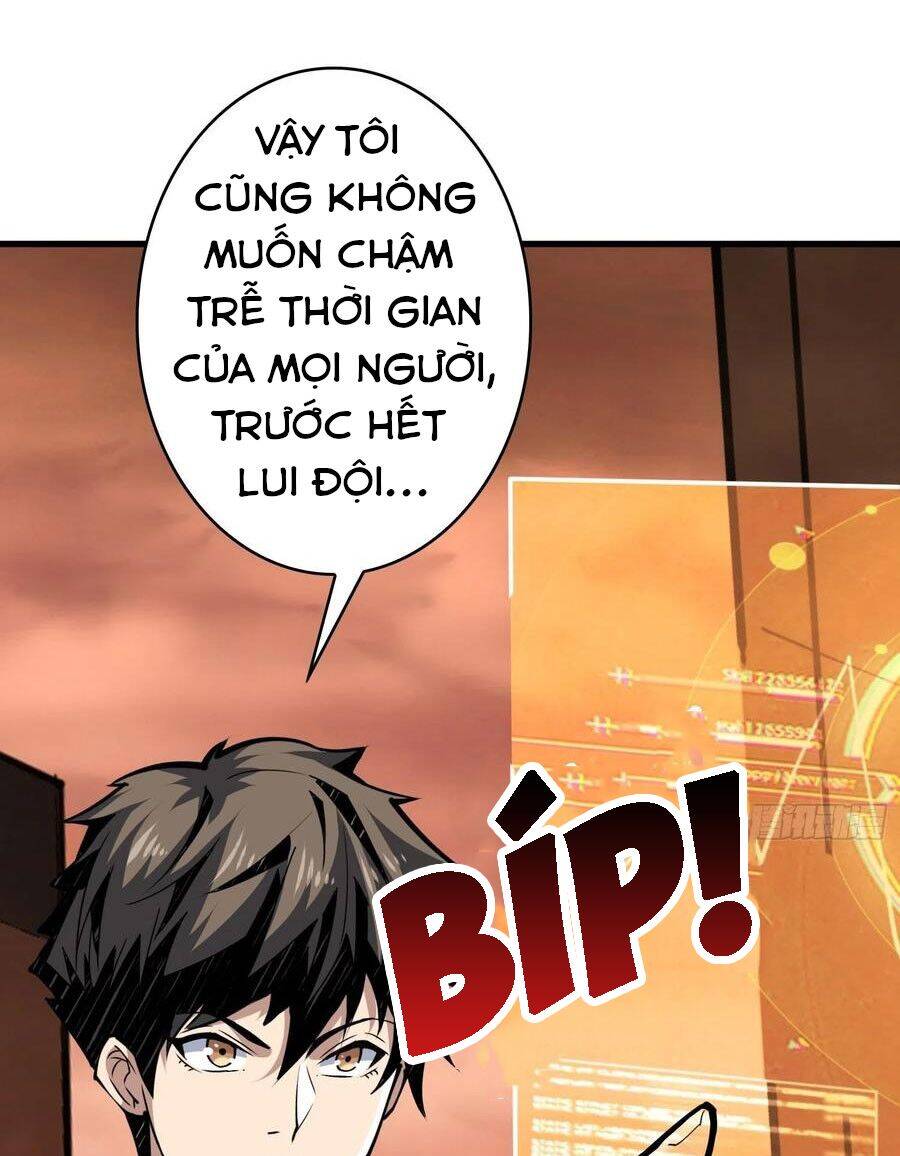 VẬY TÔI
CŨNG KHÔNG
MUỐN CHẬM
TRỄ THỜI GIAN
CỦA MỌI NGƯỜI,
TRƯỚC HẾT
LUI ĐỘI...
BÍP!